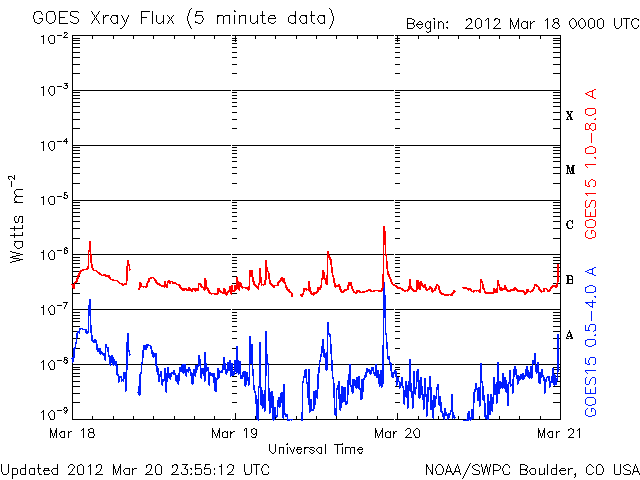 GOES Xray Flux (5 minute data)
Begin: 2012 Mar 18 0000 UTC
10⁻²
10⁻³
10⁻⁴
10⁻⁵
10⁻⁶
10⁻⁷
10⁻⁸
10⁻⁹
Watts m⁻²
X
M
C
B
A
GOES15 1.0-8.0 A
GOES15 0.5-4.0 A
Mar 18
Mar 19
Mar 20
Mar 21
Universal Time
Updated 2012 Mar 20 23:55:12 UTC
NOAA/SWPC Boulder, CO USA